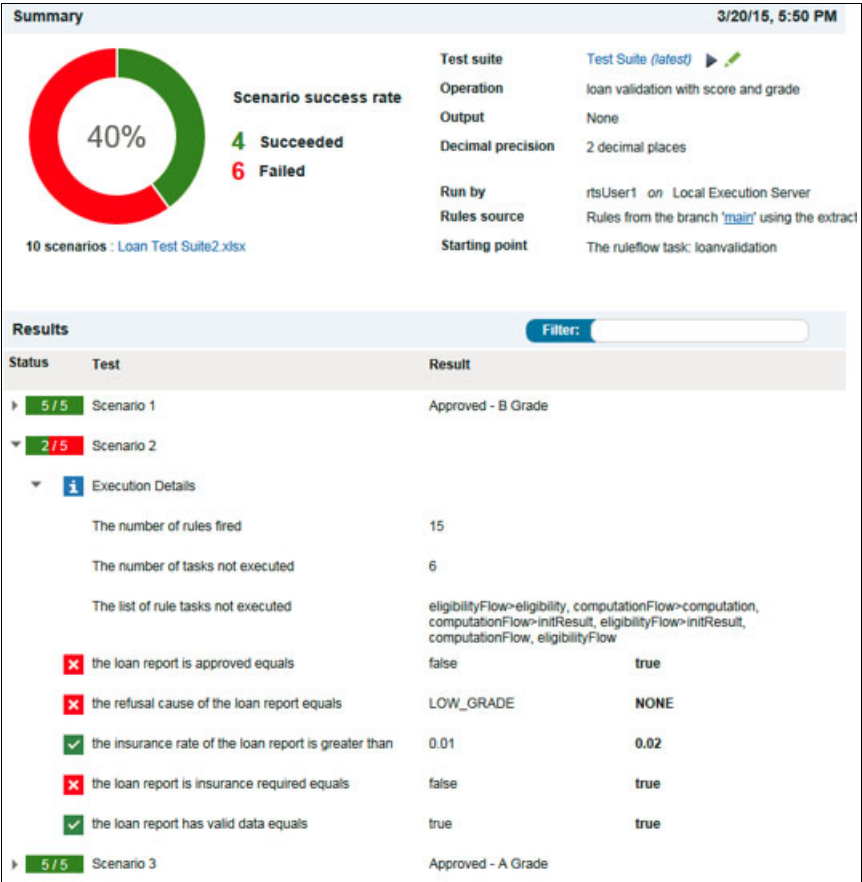 Summary 3/20/15, 5:50 PM
40%
Scenario success rate
4 Succeeded
6 Failed
10 scenarios : Loan Test Suite2.xlsx
Test suite Test Suite (latest)
Operation loan validation with score and grade
Output None
Decimal precision 2 decimal places
Run by rtsUser1 on Local Execution Server
Rules source Rules from the branch 'main' using the extract
Starting point The ruleflow task: loanvalidation
Results Filter:
Status Test Result
5 / 5 Scenario 1 Approved - B Grade
2 / 5 Scenario 2
i Execution Details
The number of rules fired 15
The number of tasks not executed 6
The list of rule tasks not executed eligibilityFlow>eligibility, computationFlow>computation,
computationFlow>initResult, eligibilityFlow>initResult,
computationFlow, eligibilityFlow
the loan report is approved equals false true
the refusal cause of the loan report equals LOW_GRADE NONE
the insurance rate of the loan report is greater than 0.01 0.02
the loan report is insurance required equals false true
the loan report has valid data equals true true
5 / 5 Scenario 3 Approved - A Grade